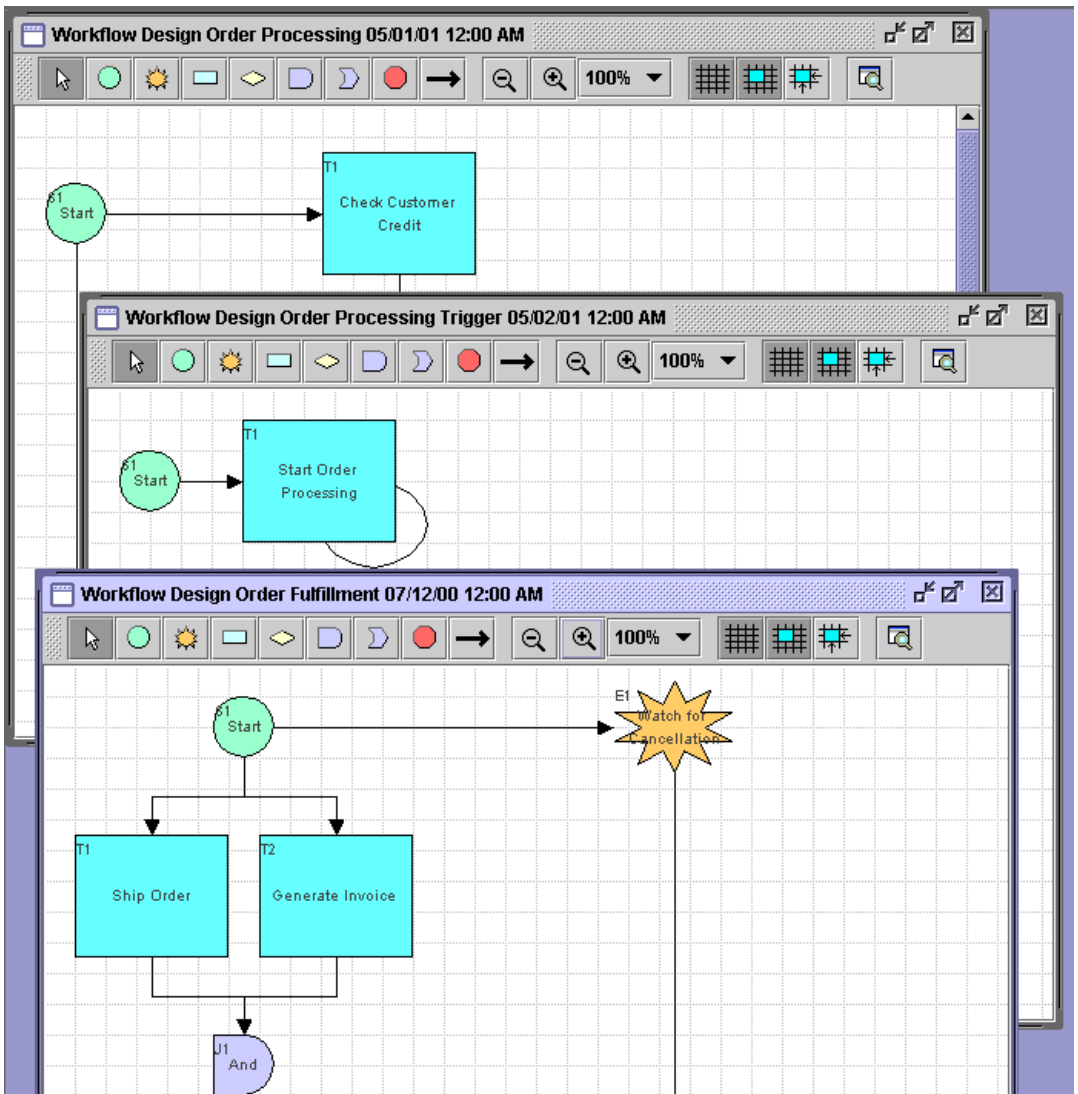 Workflow Design Order Processing 05/01/01 12:00 AM
100%
T1
Check Customer
Credit
S1
Start
Workflow Design Order Processing Trigger 05/02/01 12:00 AM
100%
T1
Start Order
Processing
S1
Start
Workflow Design Order Fulfillment 07/12/00 12:00 AM
100%
S1
Start
E1
Watch for
Cancellation
T1
Ship Order
T2
Generate Invoice
J1
And